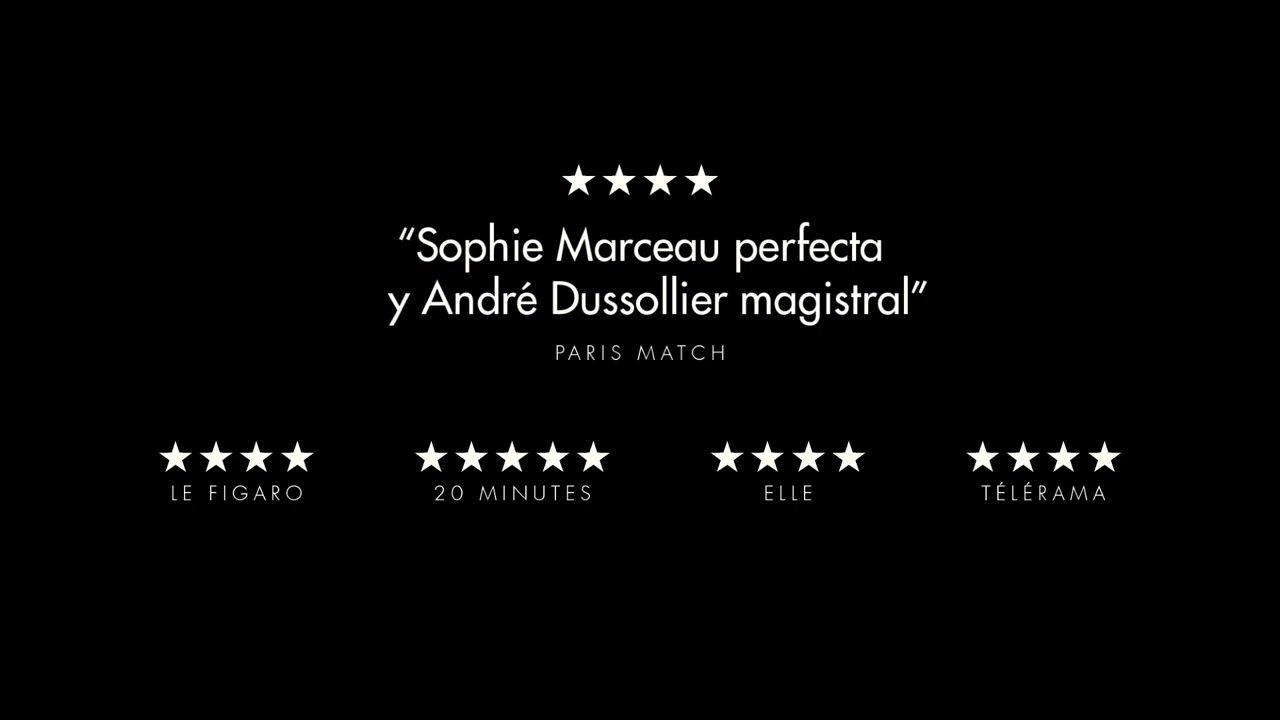 ★★★★
“Sophie Marceau perfecta
y André Dussollier magistral”
PARIS MATCH
★★★★ ★★★★★ ★★★★ ★★★★
LE FIGARO 20 MINUTES ELLE TÉLÉRAMA